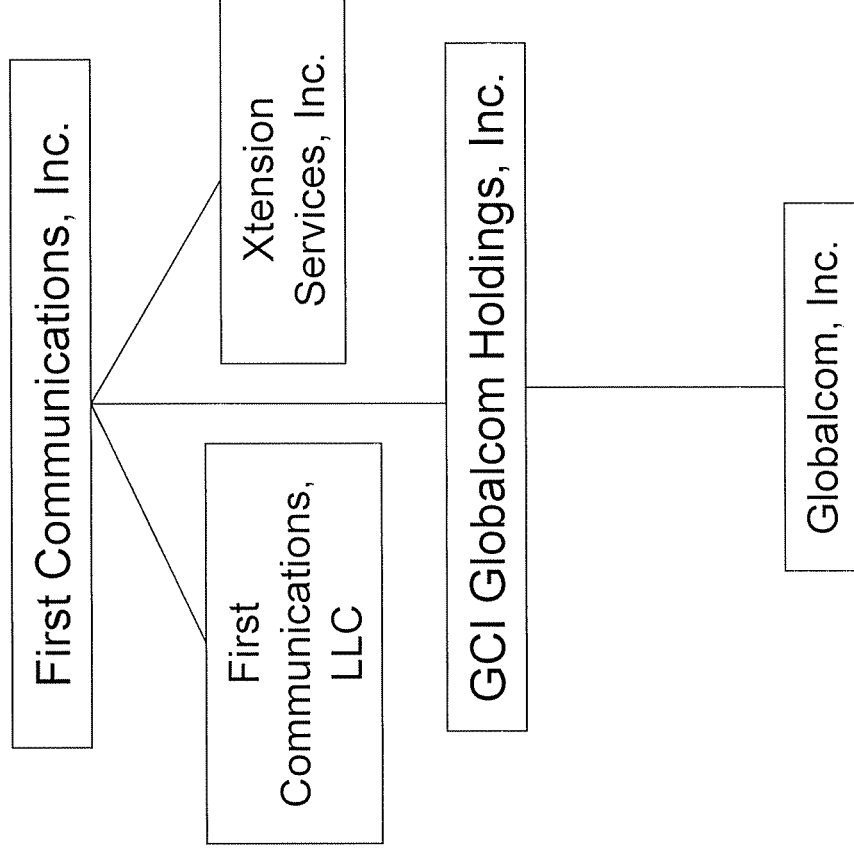 First Communications, Inc.
First
Communications,
LLC
Xtension
Services, Inc.
GCI Globalcom Holdings, Inc.
Globalcom, Inc.